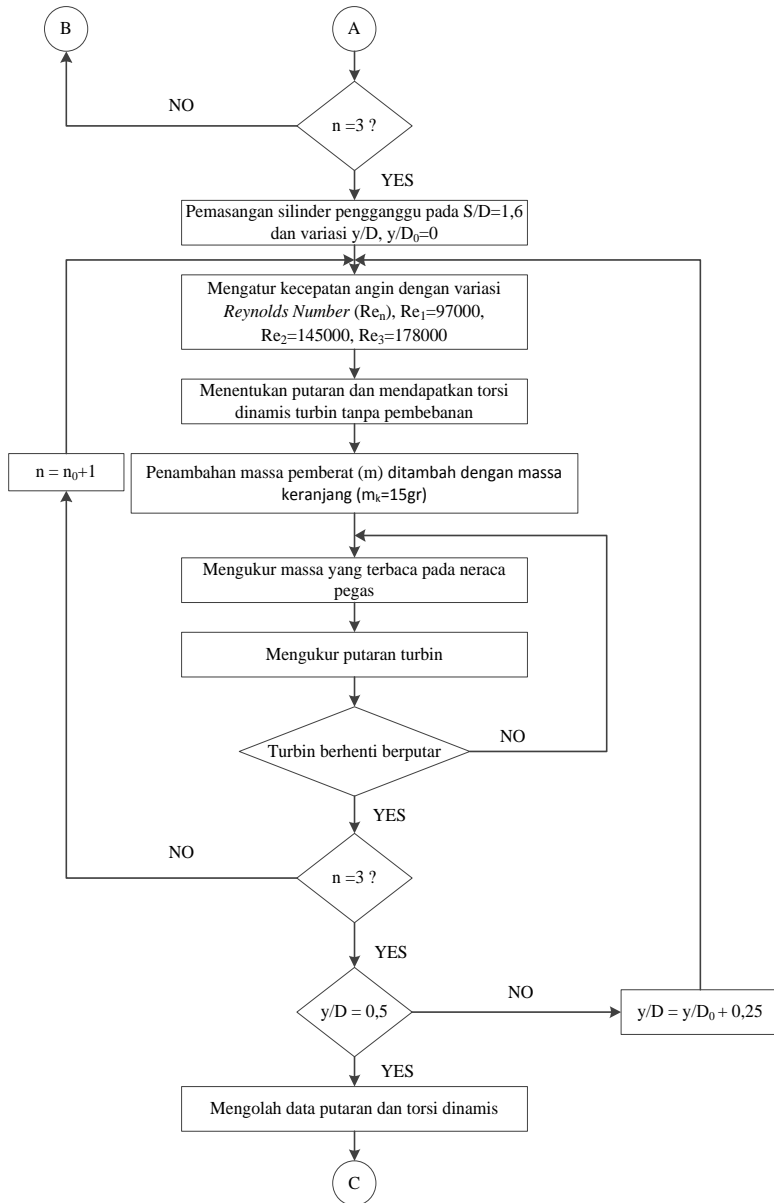 B
A
NO
n =3 ?
YES
Pemasangan silinder pengganggu pada S/D=1,6
dan variasi y/D, y/D₀=0
Mengatur kecepatan angin dengan variasi
Reynolds Number (Reₙ), Re₁=97000,
Re₂=145000, Re₃=178000
Menentukan putaran dan mendapatkan torsi
dinamis turbin tanpa pembebanan
n = n₀+1
Penambahan massa pemberat (m) ditambah dengan massa
keranjang (mₖ=15gr)
Mengukur massa yang terbaca pada neraca
pegas
Mengukur putaran turbin
Turbin berhenti berputar
NO
YES
NO
n =3 ?
YES
y/D = 0,5
NO
y/D = y/D₀ + 0,25
YES
Mengolah data putaran dan torsi dinamis
C